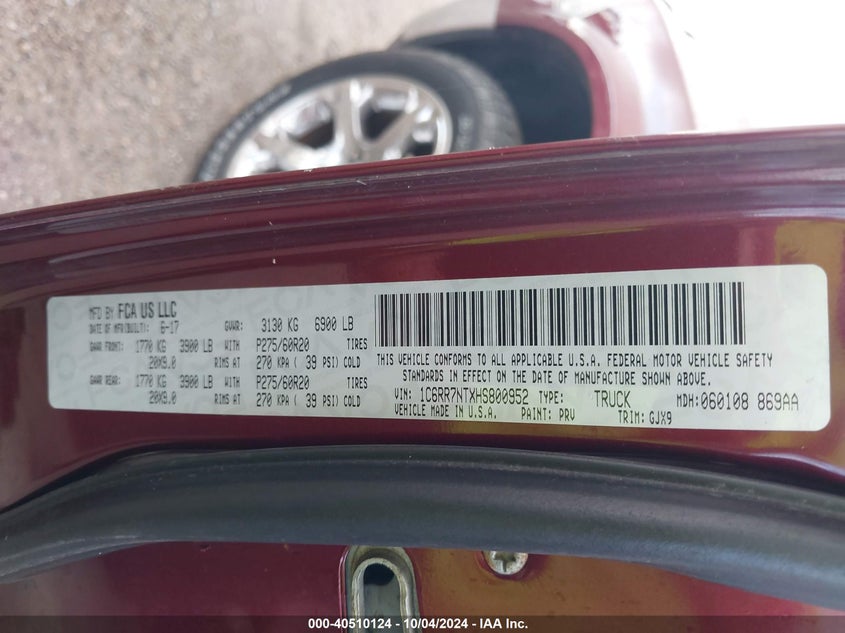 MFD BY FCA US LLC
DATE OF MFR(BUILT): 6-17 GVWR: 3130 KG 6900 LB
GAWR FRONT: 1770 KG 3900 LB WITH P275/60R20 TIRES
20X9.0 RIMS AT 270 KPA ( 39 PSI) COLD
GAWR REAR: 1770 KG 3900 LB WITH P275/60R20 TIRES
20X9.0 RIMS AT 270 KPA ( 39 PSI) COLD
THIS VEHICLE CONFORMS TO ALL APPLICABLE U.S.A. FEDERAL MOTOR VEHICLE SAFETY
STANDARDS IN EFFECT ON THE DATE OF MANUFACTURE SHOWN ABOVE.
VIN: 1C6RR7NTXHS800952 TYPE: TRUCK MDH:060108 869AA
VEHICLE MADE IN U.S.A. PAINT: PRV TRIM: GJX9
000-40510124 - 10/04/2024 - IAA Inc.